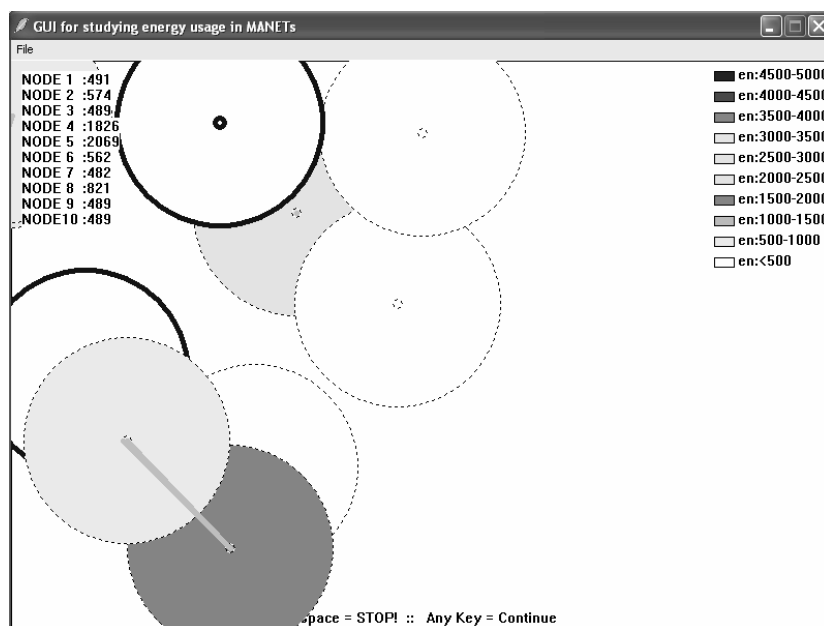 GUI for studying energy usage in MANETs
File
NODE 1 :491
NODE 2 :574
NODE 3 :489
NODE 4 :1826
NODE 5 :2069
NODE 6 :562
NODE 7 :482
NODE 8 :821
NODE 9 :489
NODE10 :489
en:4500-5000
en:4000-4500
en:3500-4000
en:3000-3500
en:2500-3000
en:2000-2500
en:1500-2000
en:1000-1500
en:500-1000
en:<500
space = STOP! :: Any Key = Continue